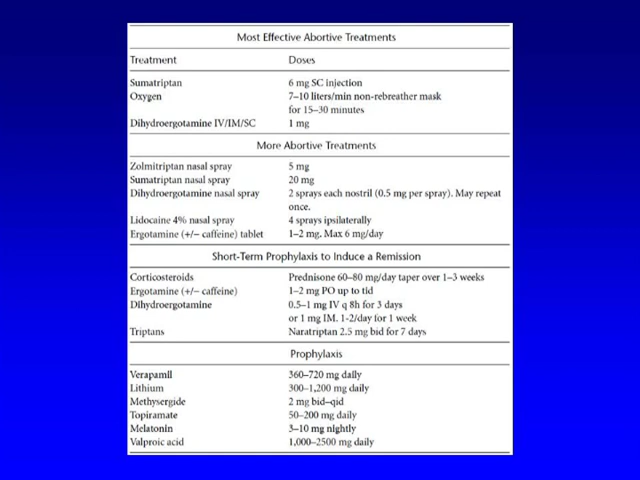 Most Effective Abortive Treatments
Treatment Doses
Sumatriptan 6 mg SC injection
Oxygen 7–10 liters/min non-rebreather mask
for 15–30 minutes
Dihydroergotamine IV/IM/SC 1 mg
More Abortive Treatments
Zolmitriptan nasal spray 5 mg
Sumatriptan nasal spray 20 mg
Dihydroergotamine nasal spray 2 sprays each nostril (0.5 mg per spray). May repeat
once.
Lidocaine 4% nasal spray 4 sprays ipsilaterally
Ergotamine (+/− caffeine) tablet 1–2 mg. Max 6 mg/day
Short-Term Prophylaxis to Induce a Remission
Corticosteroids Prednisone 60–80 mg/day taper over 1–3 weeks
Ergotamine (+/− caffeine) 1–2 mg PO up to tid
Dihydroergotamine 0.5–1 mg IV q 8h for 3 days
or 1 mg IM. 1-2/day for 1 week
Triptans Naratriptan 2.5 mg bid for 7 days
Prophylaxis
Verapamil 360–720 mg daily
Lithium 300–1,200 mg daily
Methysergide 2 mg bid–qid
Topiramate 50–200 mg daily
Melatonin 3–10 mg nightly
Valproic acid 1,000–2500 mg daily